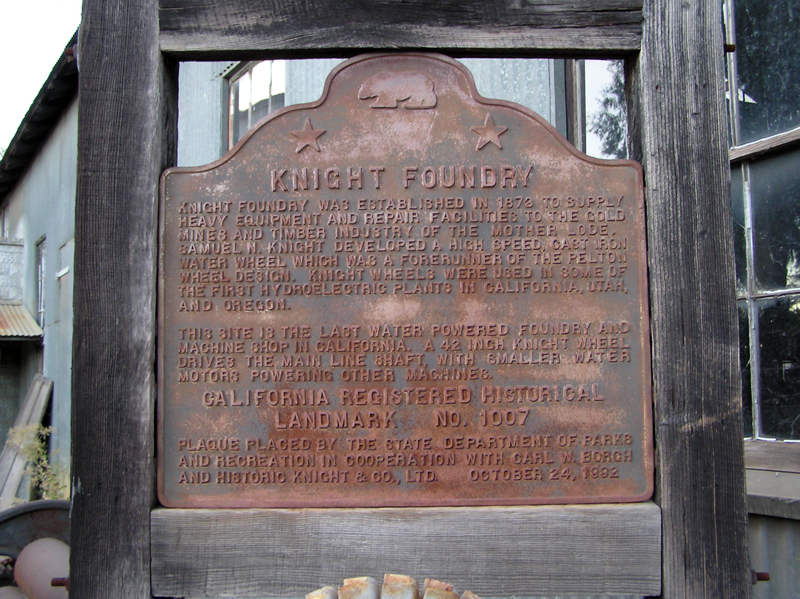 KNIGHT FOUNDRY
KNIGHT FOUNDRY WAS ESTABLISHED IN 1873 TO SUPPLY
HEAVY EQUIPMENT AND REPAIR FACILITIES TO THE GOLD
MINES AND TIMBER INDUSTRY OF THE MOTHER LODE.
SAMUEL N. KNIGHT DEVELOPED A HIGH SPEED, CAST IRON
WATER WHEEL WHICH WAS A FORERUNNER OF THE PELTON
WHEEL DESIGN. KNIGHT WHEELS WERE USED IN SOME OF
THE FIRST HYDROELECTRIC PLANTS IN CALIFORNIA, UTAH,
AND OREGON.
THIS SITE IS THE LAST WATER POWERED FOUNDRY AND
MACHINE SHOP IN CALIFORNIA. A 42 INCH KNIGHT WHEEL
DRIVES THE MAIN LINE SHAFT, WITH SMALLER WATER
MOTORS POWERING OTHER MACHINES.
CALIFORNIA REGISTERED HISTORICAL
LANDMARK NO. 1007
PLAQUE PLACED BY THE STATE DEPARTMENT OF PARKS
AND RECREATION IN COOPERATION WITH CARL W. BORGH
AND HISTORIC KNIGHT & CO., LTD. OCTOBER 24, 1992